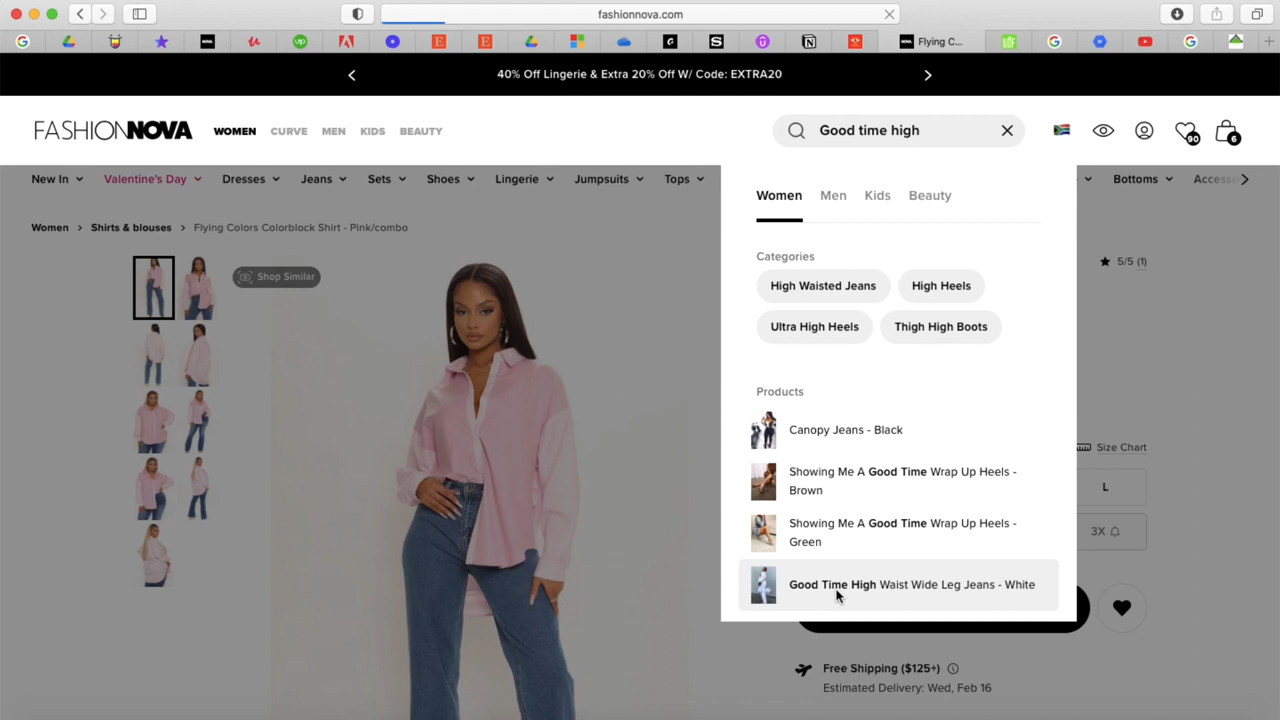 fashionnova.com
Flying C...
40% Off Lingerie & Extra 20% Off W/ Code: EXTRA20
FASHIONNOVA
WOMEN
CURVE
MEN
KIDS
BEAUTY
Good time high
90
6
New In
Valentine's Day
Dresses
Jeans
Sets
Shoes
Lingerie
Jumpsuits
Tops
Bottoms
Women > Shirts & blouses > Flying Colors Colorblock Shirt - Pink/combo
Shop Similar
Women
Men
Kids
Beauty
Categories
High Waisted Jeans
High Heels
Ultra High Heels
Thigh High Boots
Products
Canopy Jeans - Black
Showing Me A Good Time Wrap Up Heels -
Brown
Showing Me A Good Time Wrap Up Heels -
Green
Good Time High Waist Wide Leg Jeans - White
5/5 (1)
Size Chart
L
3X
Free Shipping ($125+)
Estimated Delivery: Wed, Feb 16